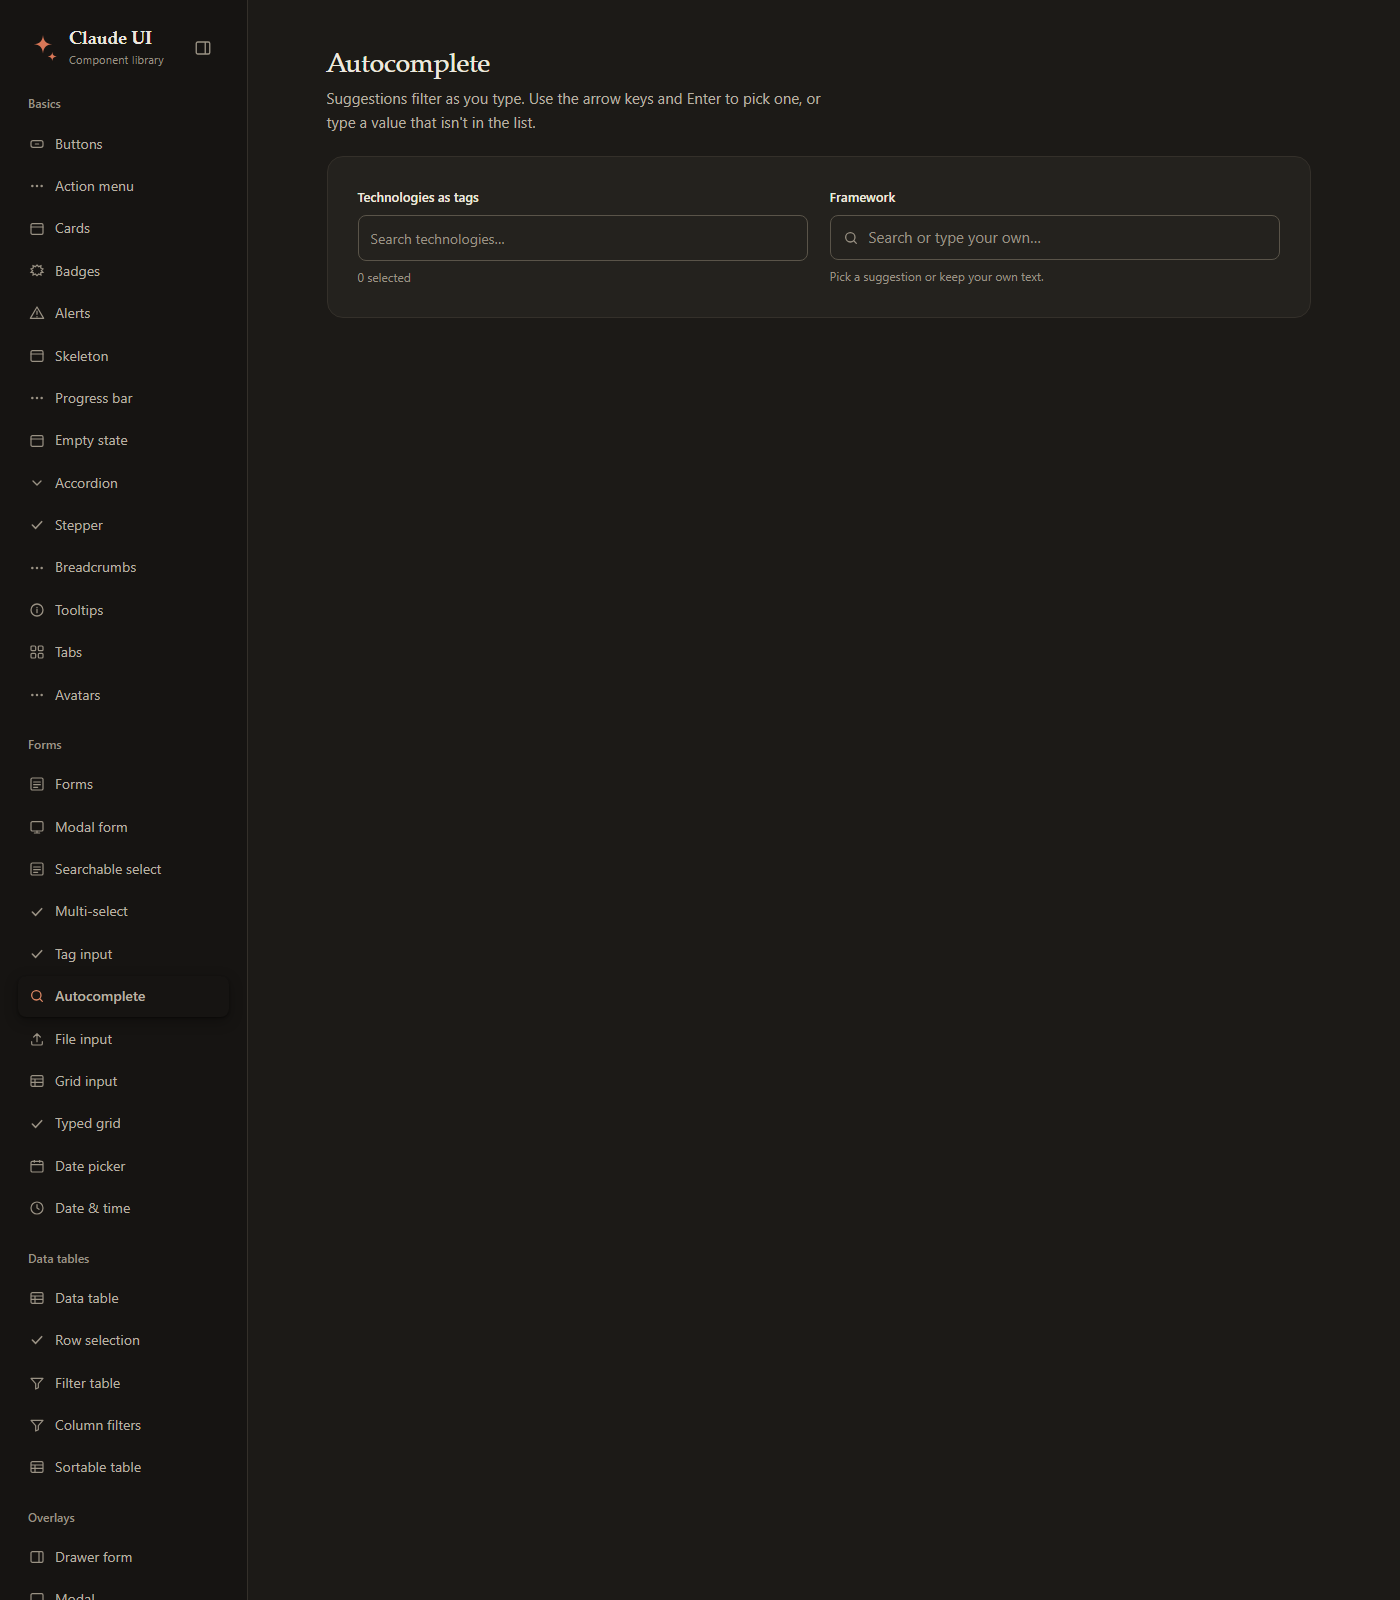 Claude UI
Component library
Basics
Buttons
Action menu
Cards
Badges
Alerts
Skeleton
Progress bar
Empty state
Accordion
Stepper
Breadcrumbs
Tooltips
Tabs
Avatars
Forms
Forms
Modal form
Searchable select
Multi-select
Tag input
Autocomplete
File input
Grid input
Typed grid
Date picker
Date & time
Data tables
Data table
Row selection
Filter table
Column filters
Sortable table
Overlays
Drawer form
Modal
Autocomplete
Suggestions filter as you type. Use the arrow keys and Enter to pick one, or
type a value that isn't in the list.
Technologies as tags
Search technologies...
0 selected
Framework
Search or type your own...
Pick a suggestion or keep your own text.